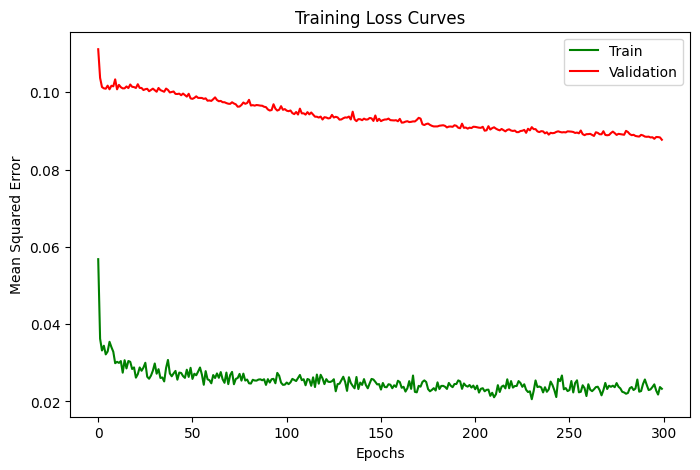 Training Loss Curves
Train
Validation
Mean Squared Error
0.10
0.08
0.06
0.04
0.02
0
50
100
150
200
250
300
Epochs